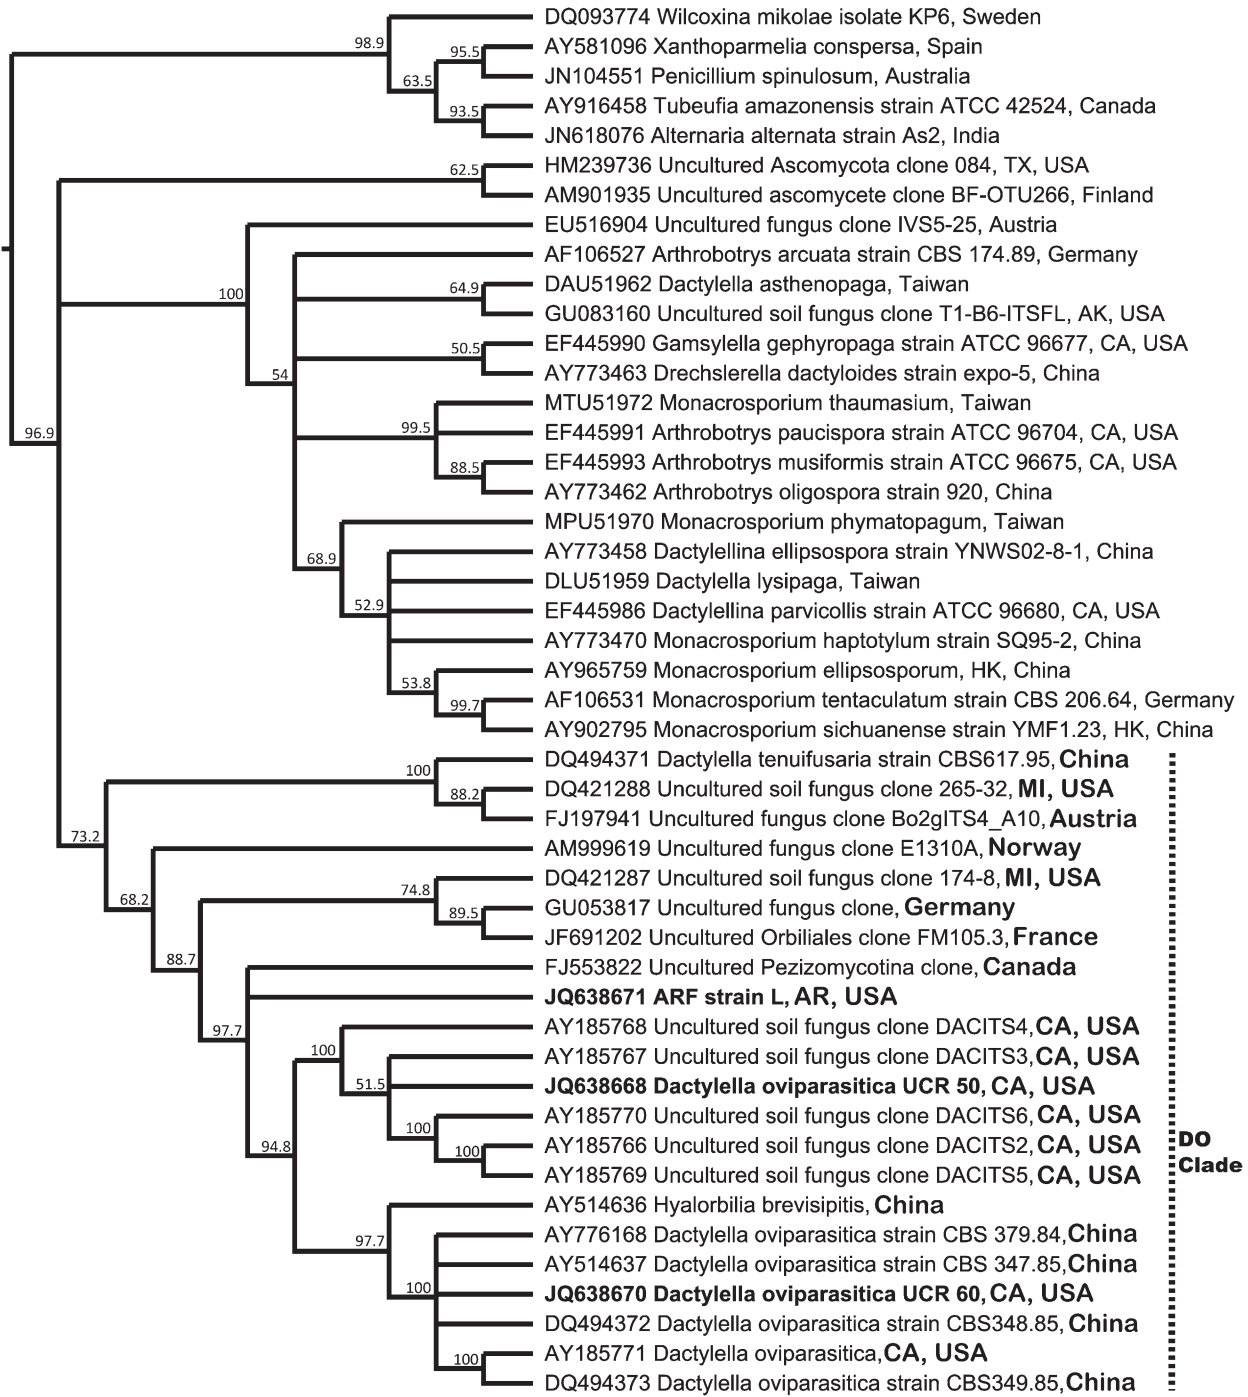 DQ093774 Wilcoxina mikolae isolate KP6, Sweden
98.9
AY581096 Xanthoparmelia conspersa, Spain
95.5
JN104551 Penicillium spinulosum, Australia
63.5
AY916458 Tubeufia amazonensis strain ATCC 42524, Canada
93.5
JN618076 Alternaria alternata strain As2, India
HM239736 Uncultured Ascomycota clone 084, TX, USA
62.5
AM901935 Uncultured ascomycete clone BF-OTU266, Finland
EU516904 Uncultured fungus clone IVS5-25, Austria
AF106527 Arthrobotrys arcuata strain CBS 174.89, Germany
DAU51962 Dactylella asthenopaga, Taiwan
64.9
100
GU083160 Uncultured soil fungus clone T1-B6-ITSFL, AK, USA
EF445990 Gamsylella gephyropaga strain ATCC 96677, CA, USA
50.5
AY773463 Drechslerella dactyloides strain expo-5, China
54
MTU51972 Monacrosporium thaumasium, Taiwan
99.5
EF445991 Arthrobotrys paucispora strain ATCC 96704, CA, USA
96.9
EF445993 Arthrobotrys musiformis strain ATCC 96675, CA, USA
88.5
AY773462 Arthrobotrys oligospora strain 920, China
MPU51970 Monacrosporium phymatopagum, Taiwan
AY773458 Dactylellina ellipsospora strain YNWS02-8-1, China
68.9
DLU51959 Dactylella lysipaga, Taiwan
52.9
EF445986 Dactylellina parvicollis strain ATCC 96680, CA, USA
AY773470 Monacrosporium haptotylum strain SQ95-2, China
AY965759 Monacrosporium ellipsosporum, HK, China
53.8
AF106531 Monacrosporium tentaculatum strain CBS 206.64, Germany
99.7
AY902795 Monacrosporium sichuanense strain YMF1.23, HK, China
DQ494371 Dactylella tenuifusaria strain CBS617.95, China
100
DQ421288 Uncultured soil fungus clone 265-32, MI, USA
88.2
FJ197941 Uncultured fungus clone Bo2gITS4_A10, Austria
73.2
AM999619 Uncultured fungus clone E1310A, Norway
DQ421287 Uncultured soil fungus clone 174-8, MI, USA
74.8
68.2
GU053817 Uncultured fungus clone, Germany
89.5
JF691202 Uncultured Orbiliales clone FM105.3, France
88.7
FJ553822 Uncultured Pezizomycotina clone, Canada
JQ638671 ARF strain L, AR, USA
97.7
AY185768 Uncultured soil fungus clone DACITS4, CA, USA
100
AY185767 Uncultured soil fungus clone DACITS3, CA, USA
51.5
JQ638668 Dactylella oviparasitica UCR 50, CA, USA
AY185770 Uncultured soil fungus clone DACITS6, CA, USA
100
AY185766 Uncultured soil fungus clone DACITS2, CA, USA
94.8
100
AY185769 Uncultured soil fungus clone DACITS5, CA, USA
DO
Clade
AY514636 Hyalorbilia brevisipitis, China
97.7
AY776168 Dactylella oviparasitica strain CBS 379.84, China
AY514637 Dactylella oviparasitica strain CBS 347.85, China
100
JQ638670 Dactylella oviparasitica UCR 60, CA, USA
DQ494372 Dactylella oviparasitica strain CBS348.85, China
AY185771 Dactylella oviparasitica, CA, USA
100
DQ494373 Dactylella oviparasitica strain CBS349.85, China